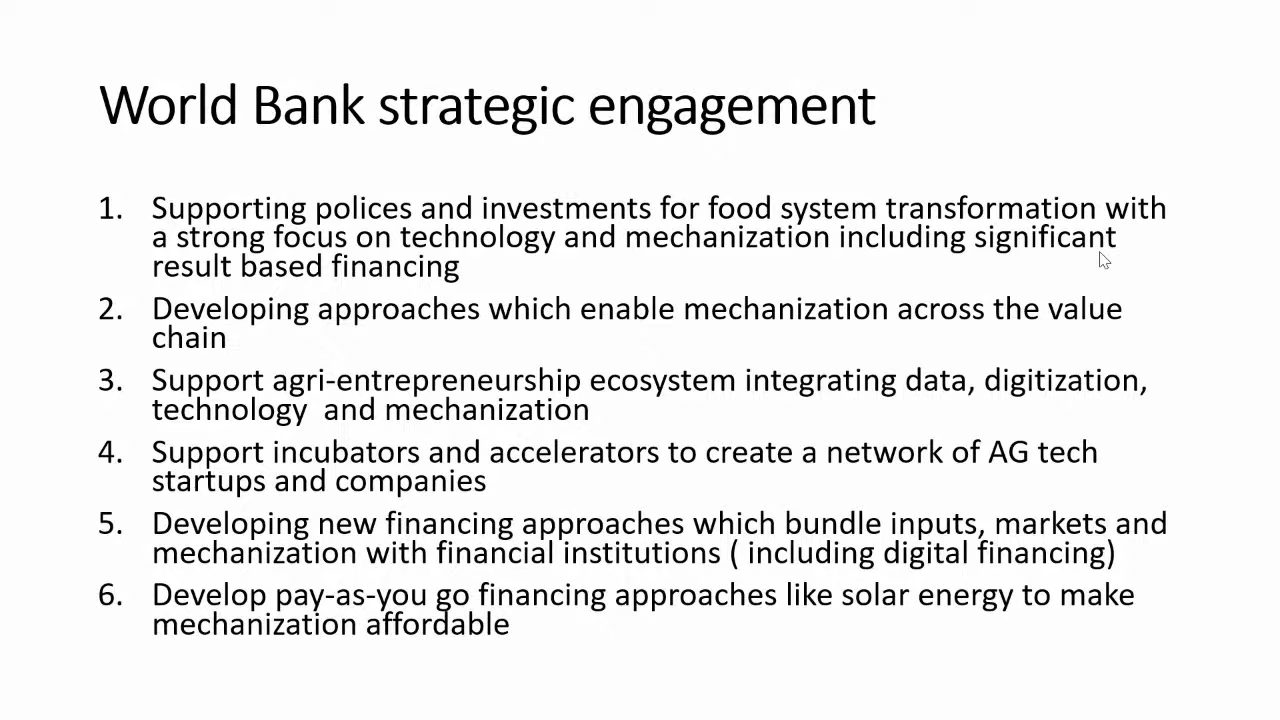 World Bank strategic engagement
1. Supporting polices and investments for food system transformation with
a strong focus on technology and mechanization including significant
result based financing
2. Developing approaches which enable mechanization across the value
chain
3. Support agri-entrepreneurship ecosystem integrating data, digitization,
technology  and mechanization
4. Support incubators and accelerators to create a network of AG tech
startups and companies
5. Developing new financing approaches which bundle inputs, markets and
mechanization with financial institutions ( including digital financing)
6. Develop pay-as-you go financing approaches like solar energy to make
mechanization affordable